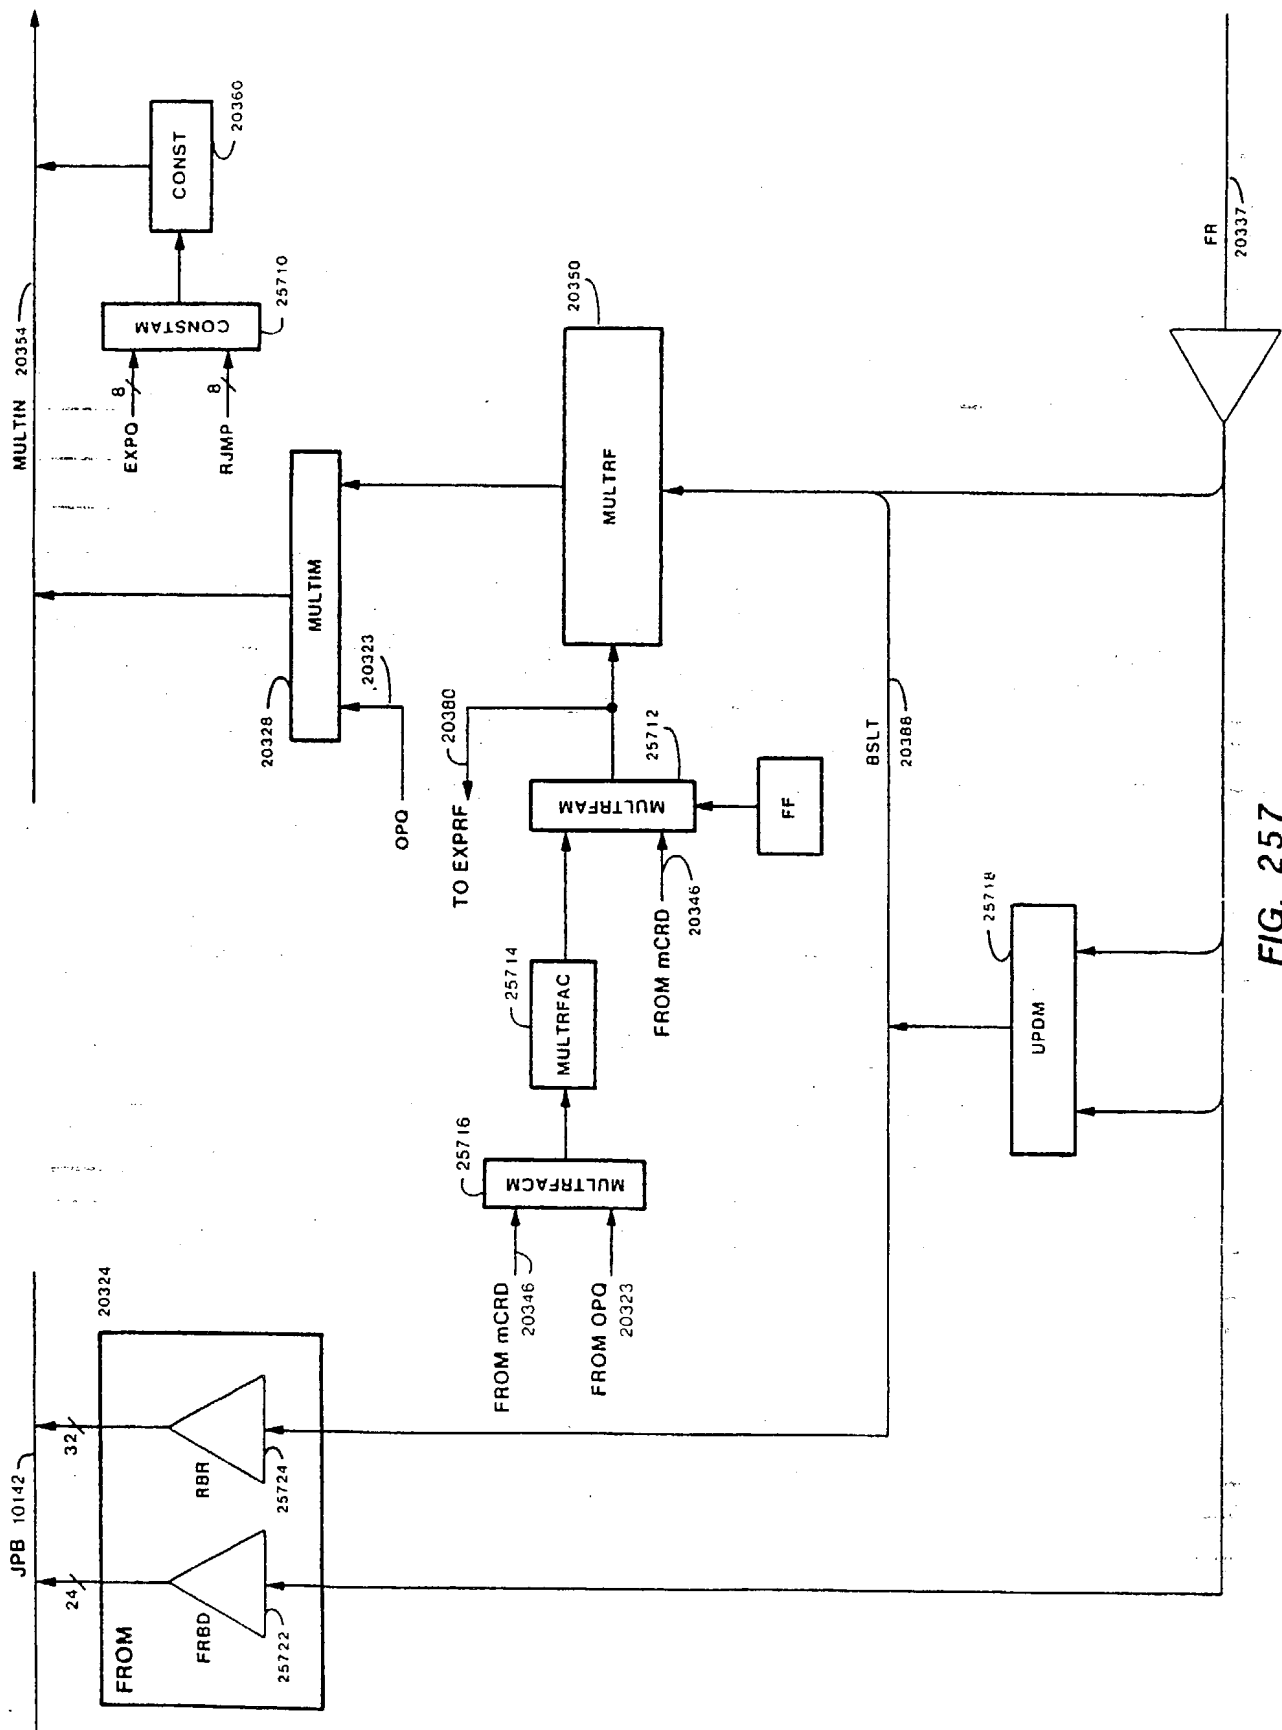 JPB 10142
MULTIN 20354
24
32
FROM
20324
FRBD
25722
RBR
25724
EXPQ
8
RJMP
8
CONSTAM
25710
CONST
20360
20328
MULTIM
OPQ
20323
TO EXPRF
20380
MULTRF
20350
FROM mCRD
20346
FROM OPQ
20323
MULTRFACM
25716
MULTRFAC
25714
FROM mCRD
20346
MULTRFAM
25712
FF
BSLT
20388
UPDM
25718
FR
20337
FIG. 257